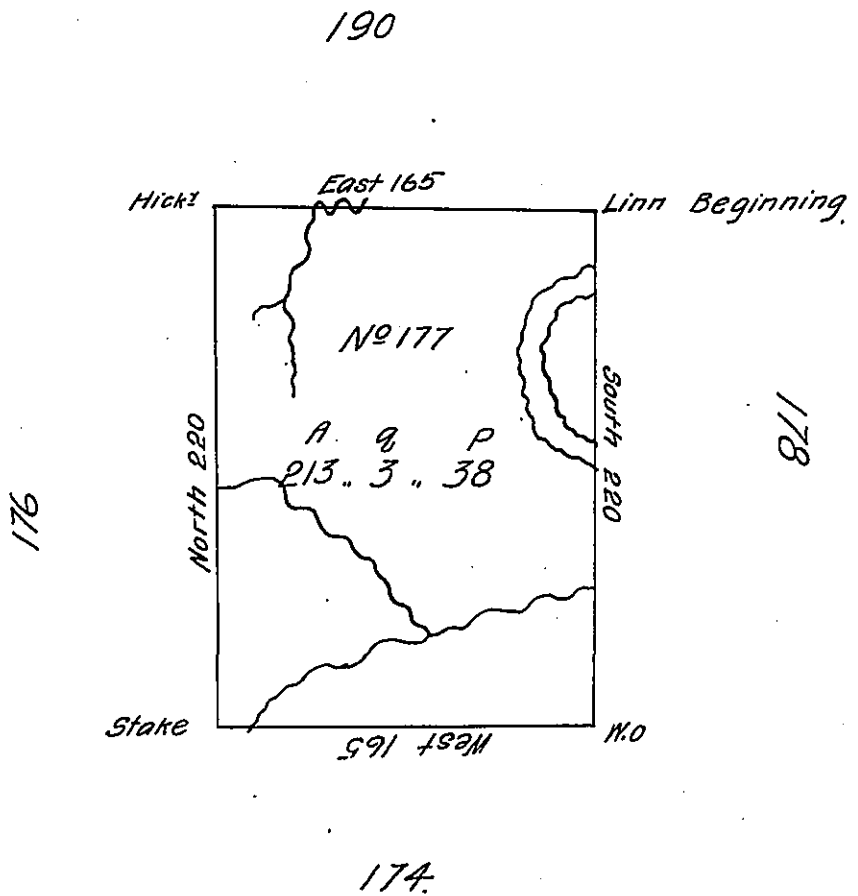 190
East 165
Hickʸ
Linn Beginning.
Nº 177
South 220
178
A. q P
213 .. 3 .. 38
North 220
176
Stake
West 165
W.O
174.